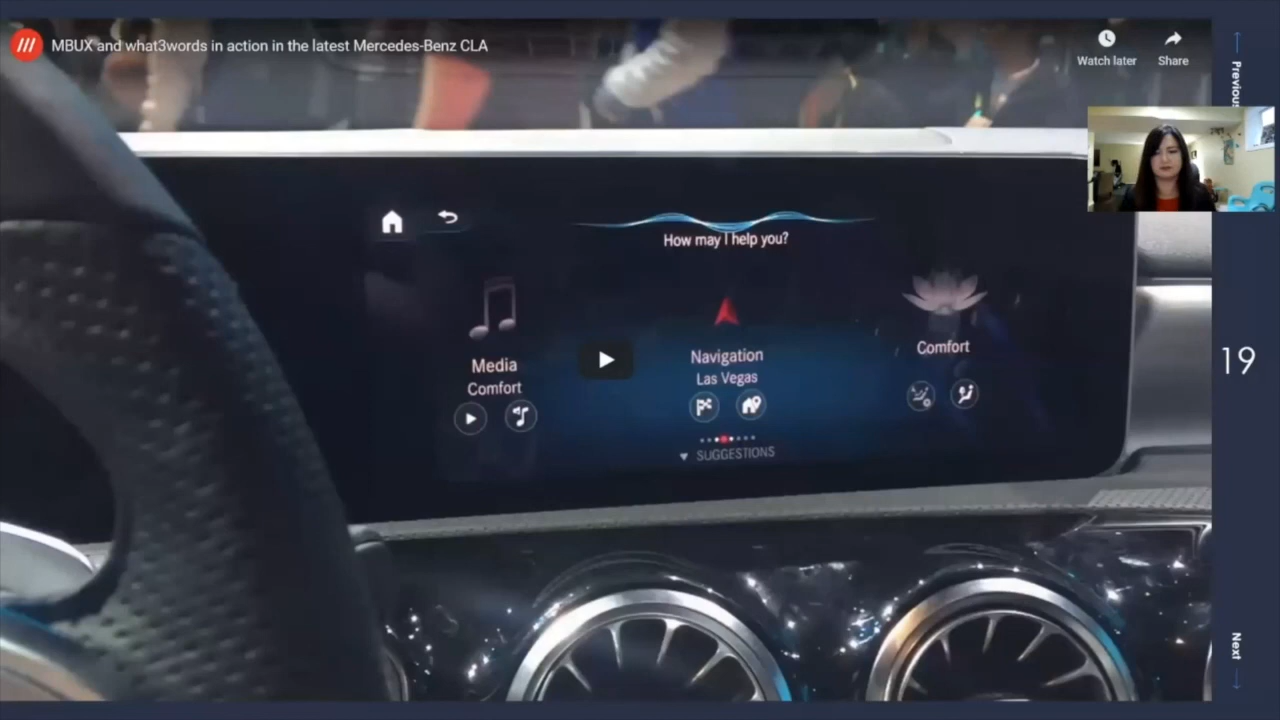 MBUX and what3words in action in the latest Mercedes-Benz CLA
Watch later
Share
Previous
How may I help you?
Media
Comfort
Navigation
Las Vegas
Comfort
SUGGESTIONS
19
Next